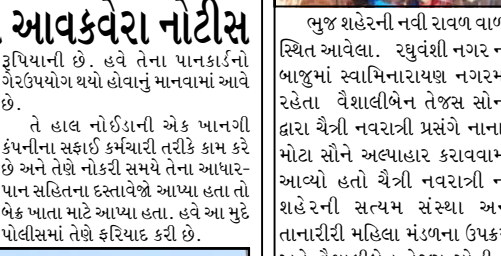 આવકવેરા નોટીસ
રૂપિયાની છે. હવે તેના પાનકાર્ડનો
ગેરઉપયોગ થયો હોવાનું માનવામાં આવે
છે.
તે હાલ નોઈડાની એક ખાનગી
કંપનીના સફાઈ કર્મચારી તરીકે કામ કરે
છે અને તેણે નોકરી સમયે તેના આધાર-
પાન સહિતના દસ્તાવેજો આપ્યા હતા તો
બેંક ખાતા માટે આપ્યા હતા. હવે આ મુદ્દે
પોલીસમાં તેણે ફરિયાદ કરી છે.
ભુજ શહેરની નવી રાવળ વાળ
સ્થિત આવેલા. રઘુવંશી નગર ન
બાજુમાં સ્વામિનારાયણ નગરમ
રહેતા વૈશાલીબેન તેજસ સોન
દ્વારા ચૈત્રી નવરાત્રી પ્રસંગે નાના
મોટા સૌને અલ્પાહાર કરાવવામ
આવ્યો હતો ચૈત્રી નવરાત્રી ન
શહેરની સત્યમ સંસ્થા અન
તાનારીરી મહિલા મંડળના ઉપક્ર